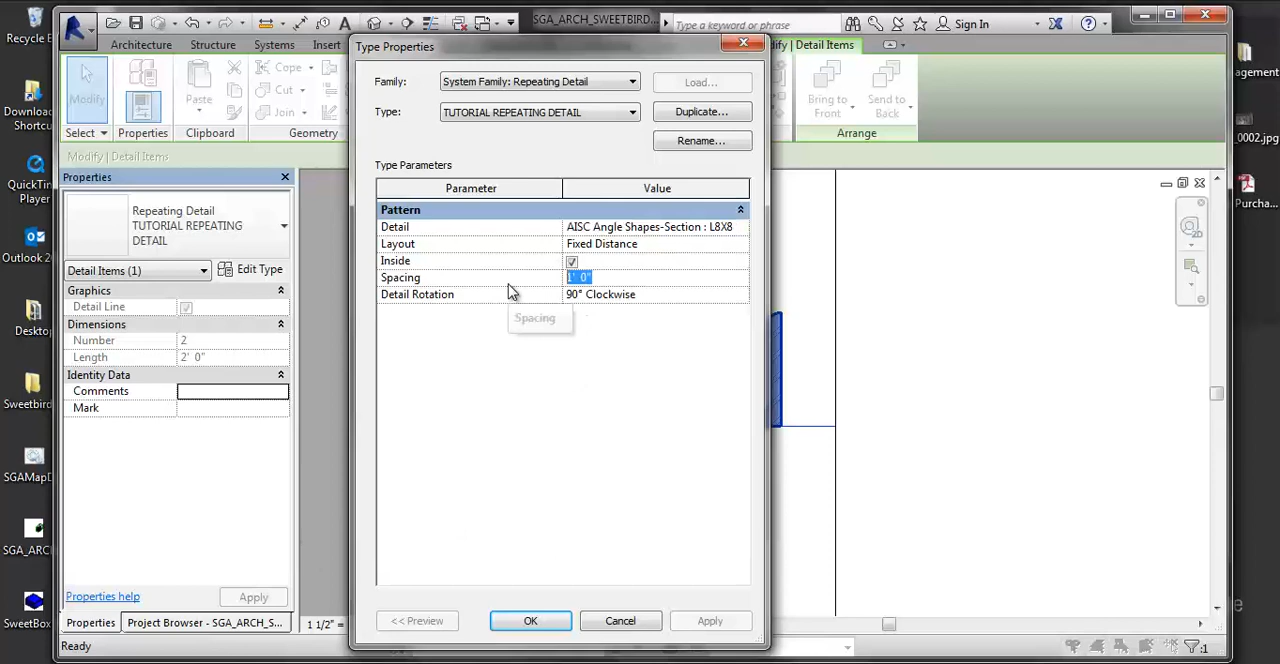 Recycle B
Download
Shortcu
QuickTin
Player
Outlook 20
Desktop
Sweetbird
SGAMapD
SGA_ARCH
SweetBox
SGA_ARCH_SWEETBIRD...
Type a keyword or phrase
Sign In
Architecture
Structure
Systems
Insert
dify | Detail Items
Modify
Paste
Cope
Cut
Join
Bring to
Front
Send to
Back
Select
Properties
Clipboard
Geometry
Arrange
Modify | Detail Items
Properties
Repeating Detail
TUTORIAL REPEATING
DETAIL
Detail Items (1)
Edit Type
Graphics
Detail Line
Dimensions
Number 2
Length 2' 0"
Identity Data
Comments
Mark
Properties help
Apply
Properties
Project Browser - SGA_ARCH_S...
1 1/2" =
Ready
:1
Type Properties
Family: System Family: Repeating Detail
Load...
Type: TUTORIAL REPEATING DETAIL
Duplicate...
Rename...
Type Parameters
Parameter Value
Pattern
Detail AISC Angle Shapes-Section : L8X8
Layout Fixed Distance
Inside
Spacing 1' 0"
Detail Rotation 90° Clockwise
Spacing
<< Preview
OK
Cancel
Apply
agement
_0002.jpg
Purcha...
e